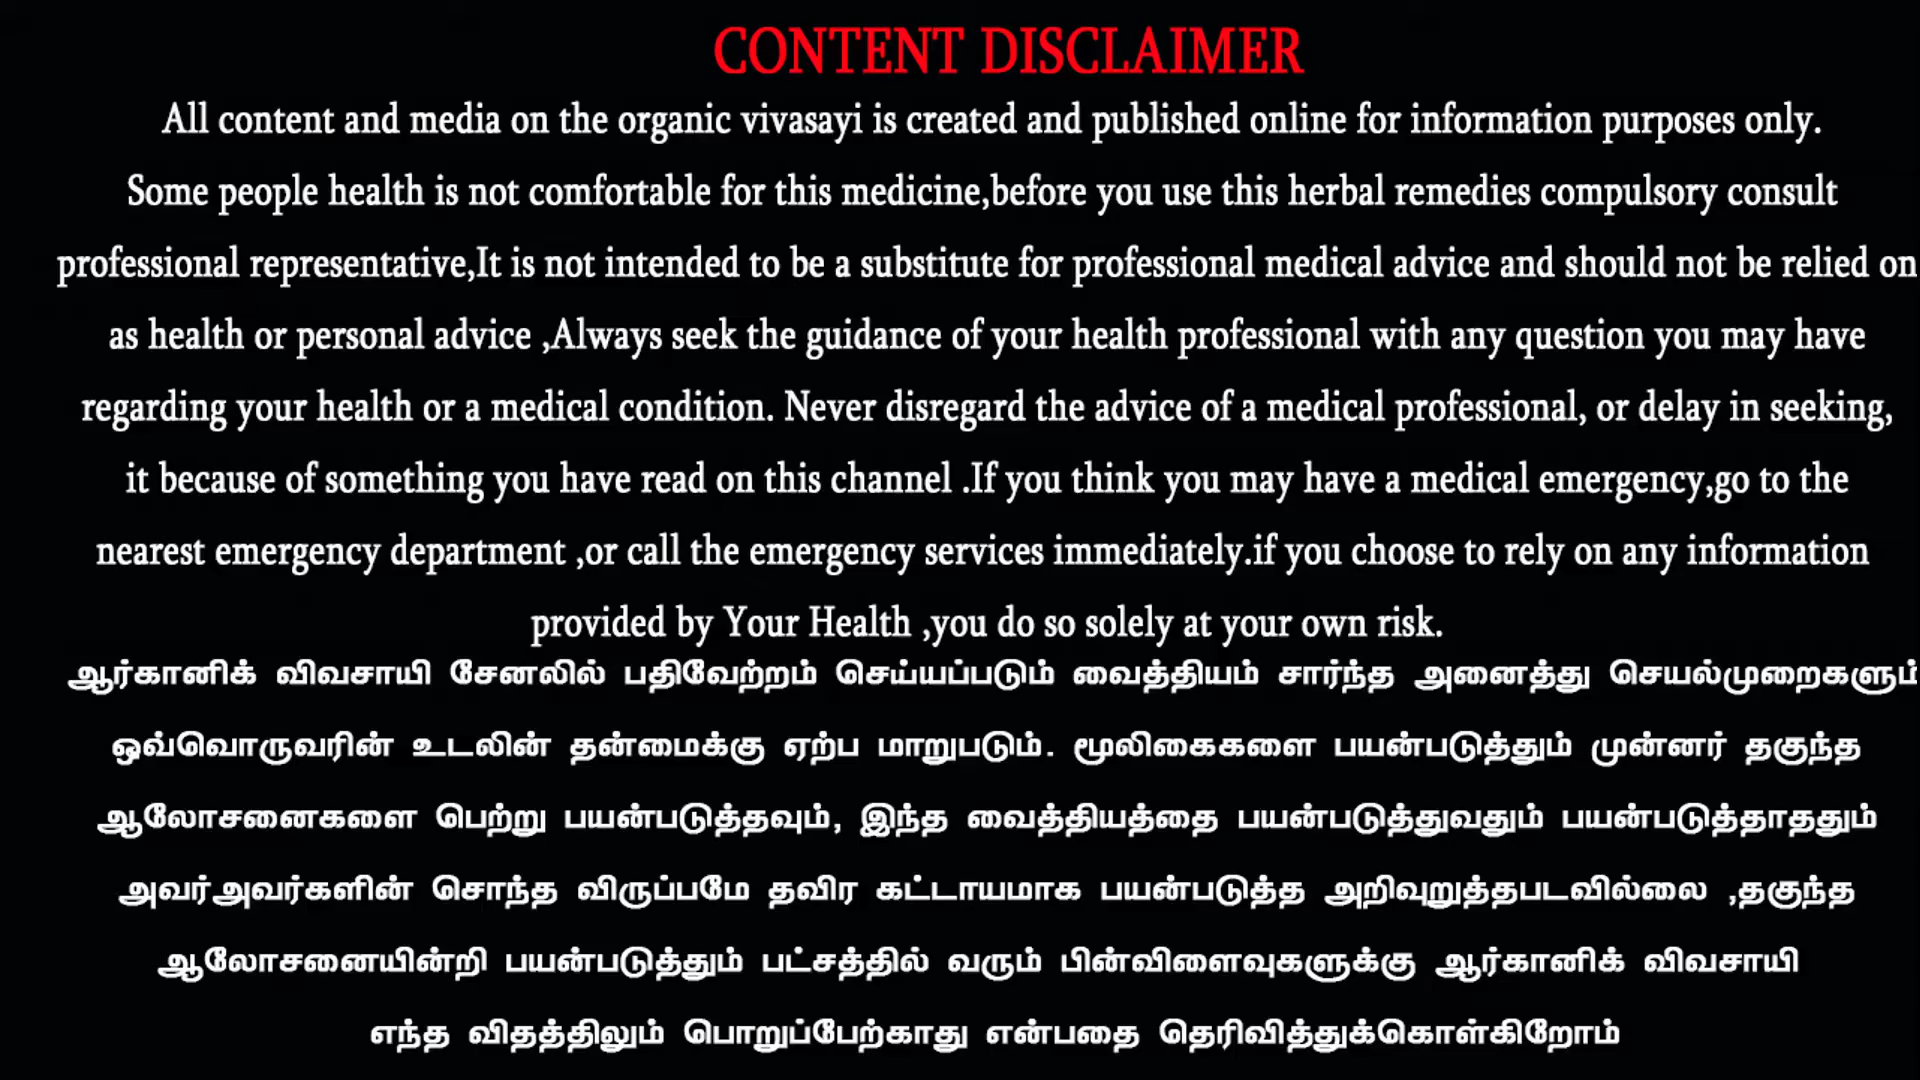 CONTENT DISCLAIMER
All content and media on the organic vivasayi is created and published online for information purposes only.
Some people health is not comfortable for this medicine,before you use this herbal remedies compulsory consult
professional representative,It is not intended to be a substitute for professional medical advice and should not be relied on
as health or personal advice ,Always seek the guidance of your health professional with any question you may have
regarding your health or a medical condition. Never disregard the advice of a medical professional, or delay in seeking,
it because of something you have read on this channel .If you think you may have a medical emergency,go to the
nearest emergency department ,or call the emergency services immediately.if you choose to rely on any information
provided by Your Health ,you do so solely at your own risk.
ஆர்கானிக் விவசாயி சேனலில் பதிவேற்றம் செய்யப்படும் வைத்தியம் சார்ந்த அனைத்து செயல்முறைகளும்
ஒவ்வொருவரின் உடலின் தன்மைக்கு ஏற்ப மாறுபடும். மூலிகைகளை பயன்படுத்தும் முன்னர் தகுந்த
ஆலோசனைகளை பெற்று பயன்படுத்தவும், இந்த வைத்தியத்தை பயன்படுத்துவதும் பயன்படுத்தாததும்
அவர்அவர்களின் சொந்த விருப்பமே தவிர கட்டாயமாக பயன்படுத்த அறிவுறுத்தபடவில்லை ,தகுந்த
ஆலோசனையின்றி பயன்படுத்தும் பட்சத்தில் வரும் பின்விளைவுகளுக்கு ஆர்கானிக் விவசாயி
எந்த விதத்திலும் பொறுப்பேற்காது என்பதை தெரிவித்துக்கொள்கிறோம்